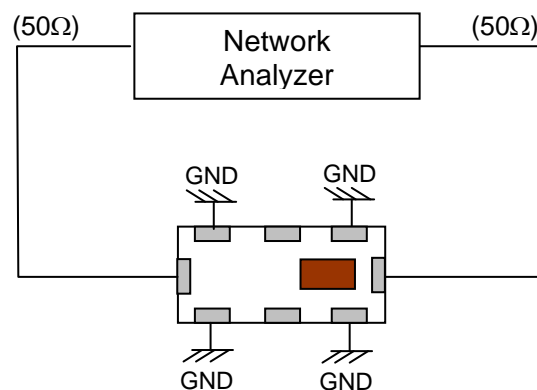 (50Ω)
Network
Analyzer
(50Ω)
GND
GND
GND
GND